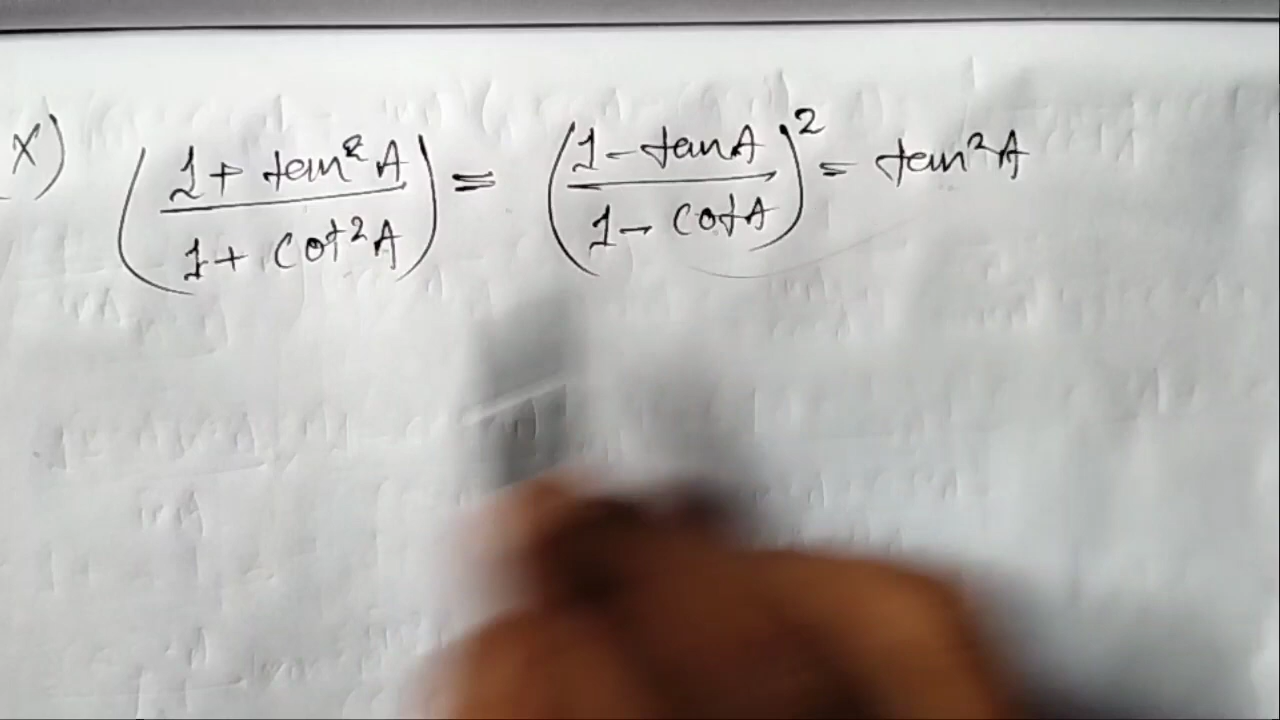 x) ((1 + tan²A)/(1 + cot²A)) = ((1 - tanA)/(1 - cotA))² = tan²A